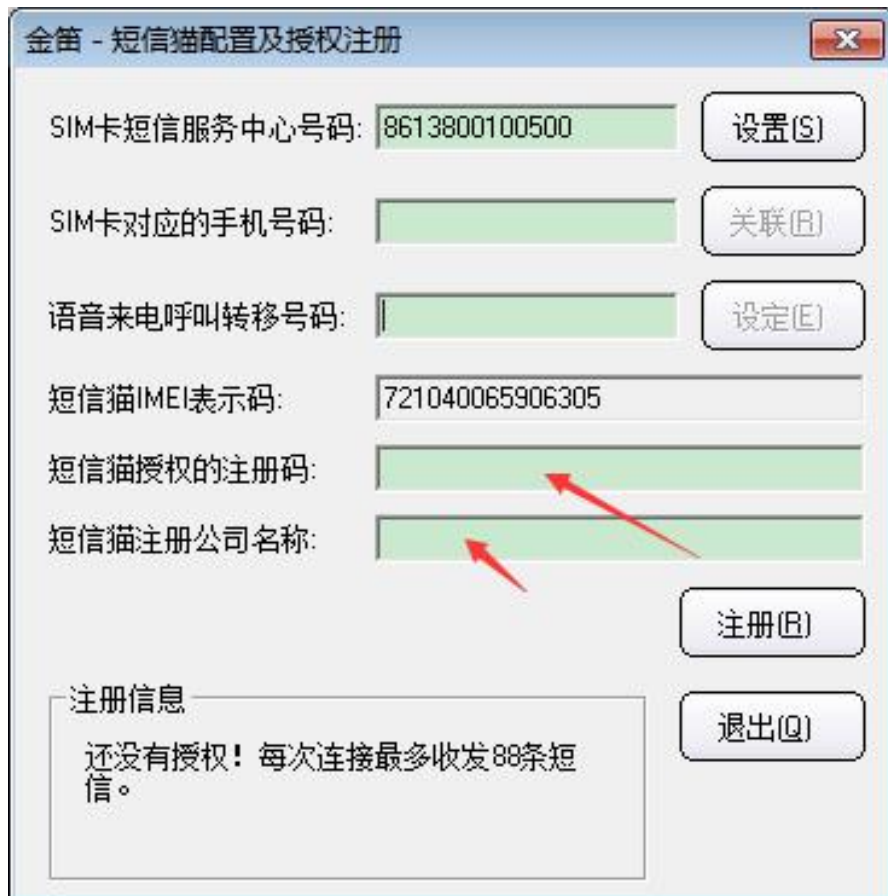 金笛 - 短信猫配置及授权注册
SIM卡短信服务中心号码: 8613800100500 设置(S)
SIM卡对应的手机号码: 关联(R)
语音来电呼叫转移号码: 设定(E)
短信猫IMEI表示码: 721040065906305
短信猫授权的注册码:
短信猫注册公司名称:
注册(R)
注册信息
退出(Q)
还没有授权！每次连接最多收发88条短
信。